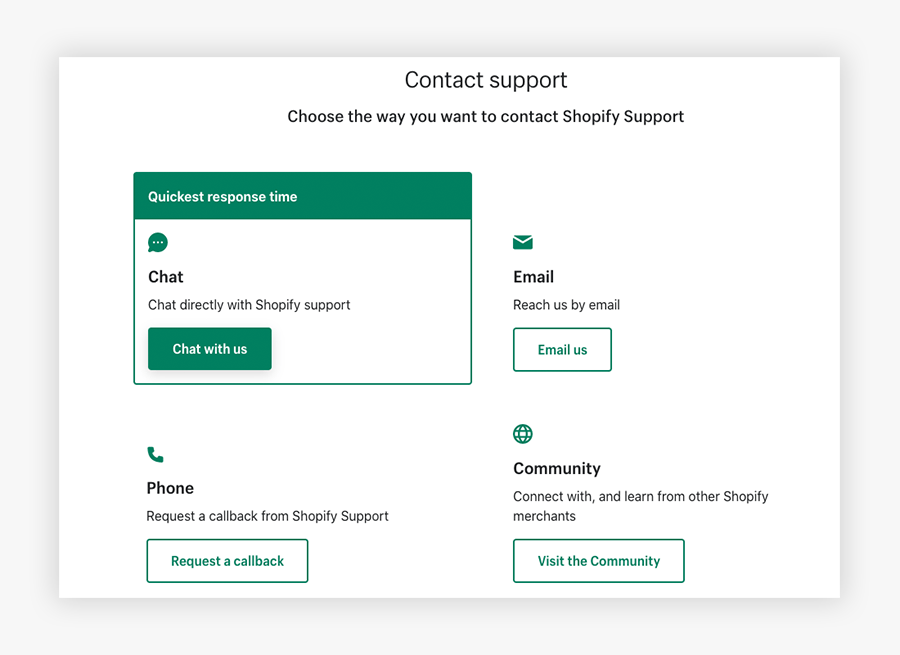 Contact support
Choose the way you want to contact Shopify Support
Quickest response time
Chat
Chat directly with Shopify support
Chat with us
Email
Reach us by email
Email us
Phone
Request a callback from Shopify Support
Request a callback
Community
Connect with, and learn from other Shopify
merchants
Visit the Community